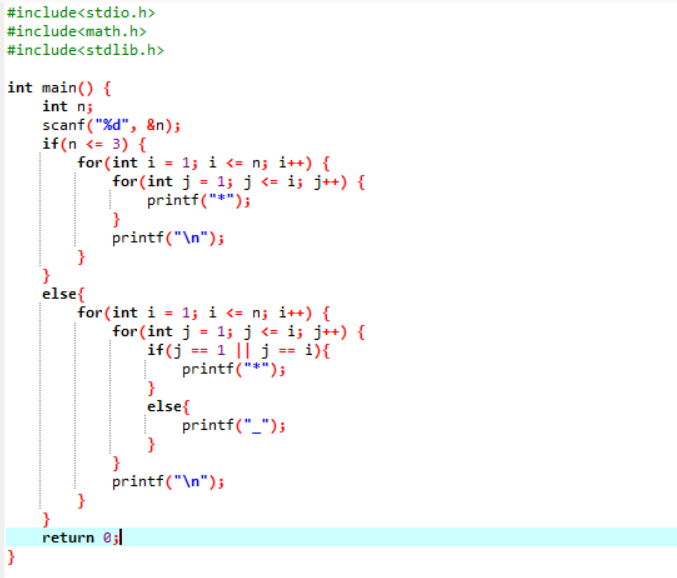 #include<stdio.h>
#include<math.h>
#include<stdlib.h>

int main() {
    int n;
    scanf("%d", &n);
    if(n <= 3) {
        for(int i = 1; i <= n; i++) {
            for(int j = 1; j <= i; j++) {
                printf("*");
            }
            printf("\n");
        }
    }
    else{
        for(int i = 1; i <= n; i++) {
            for(int j = 1; j <= i; j++) {
                if(j == 1 || j == i){
                    printf("*");
                }
                else{
                    printf("_");
                }
            }
            printf("\n");
        }
    }
    return 0;
}